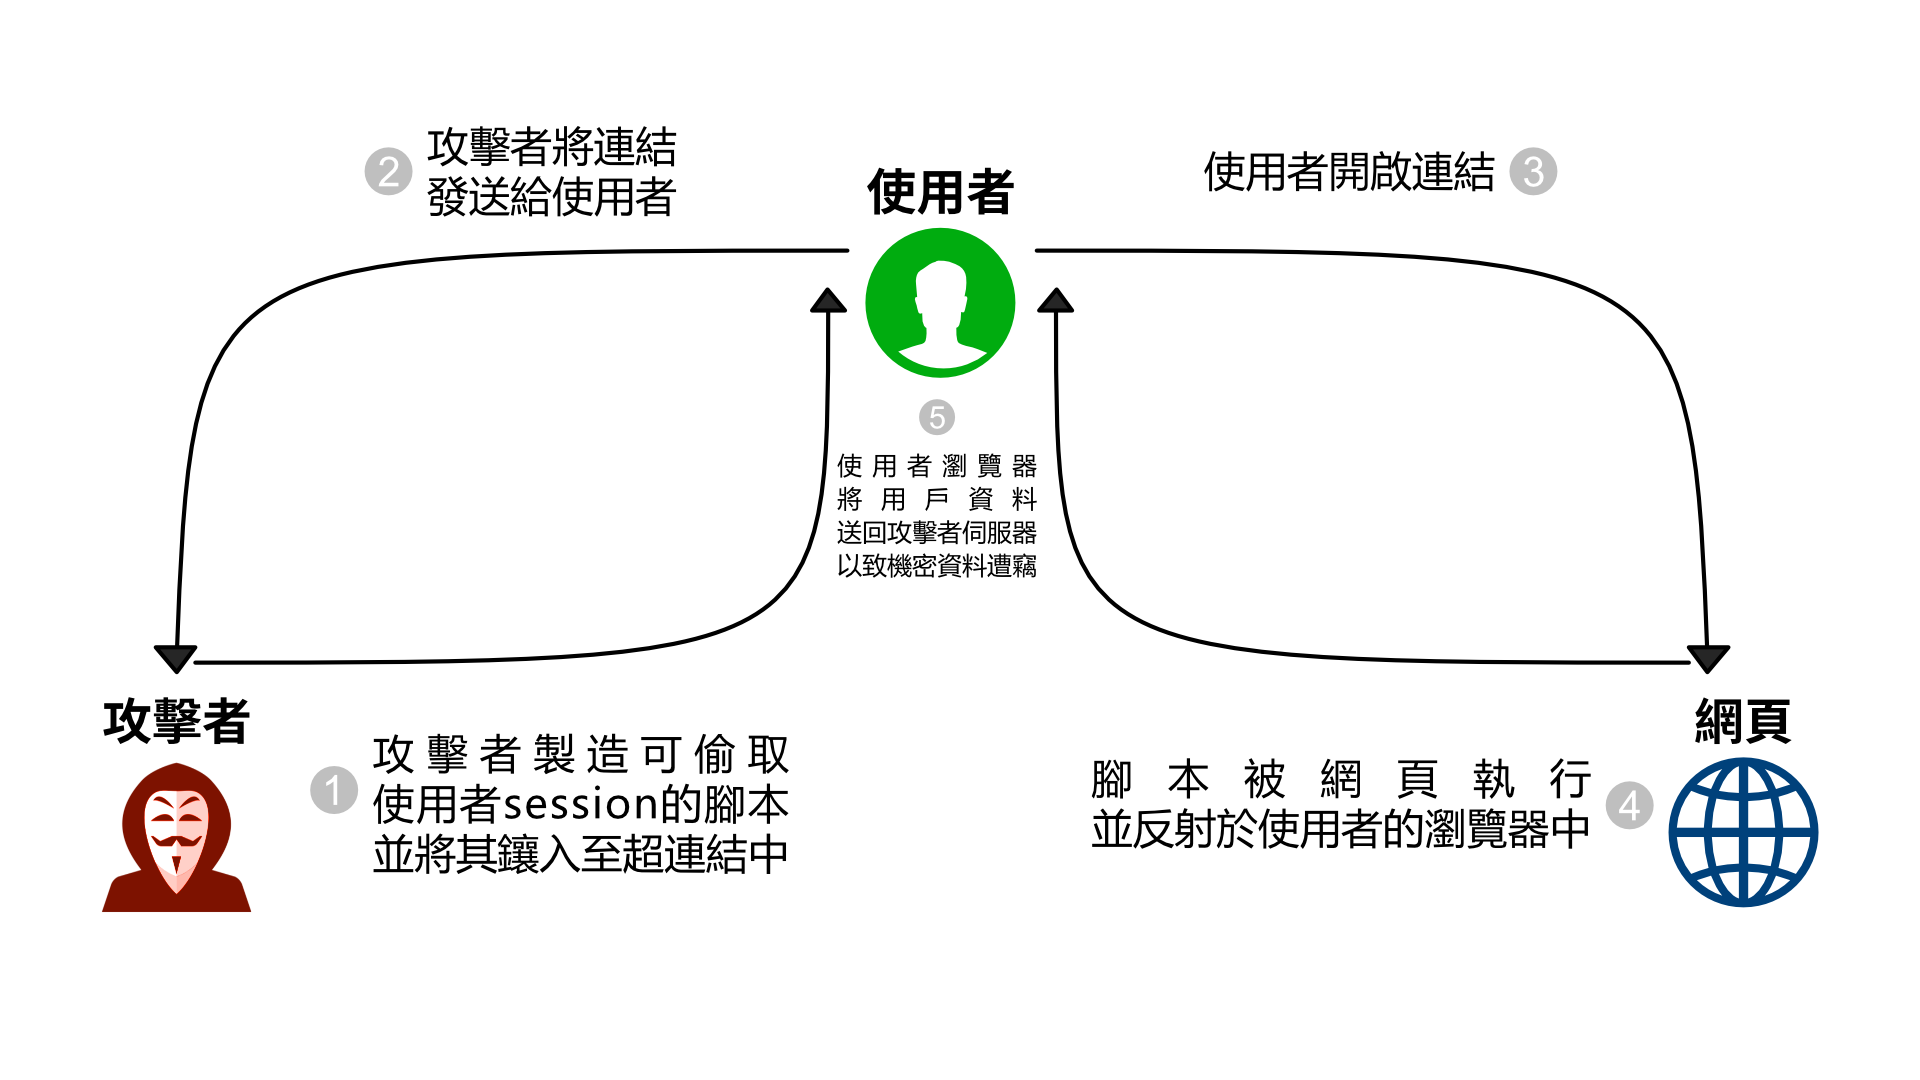 2
攻擊者將連結
發送給使用者
使用者
使用者開啟連結
3
5
使用者瀏覽器
將用戶資料
送回攻擊者伺服器
以致機密資料遭竊
攻擊者
1
攻擊者製造可偷取
使用者session的腳本
並將其鑲入至超連結中
網頁
腳本被網頁執行
並反射於使用者的瀏覽器中
4